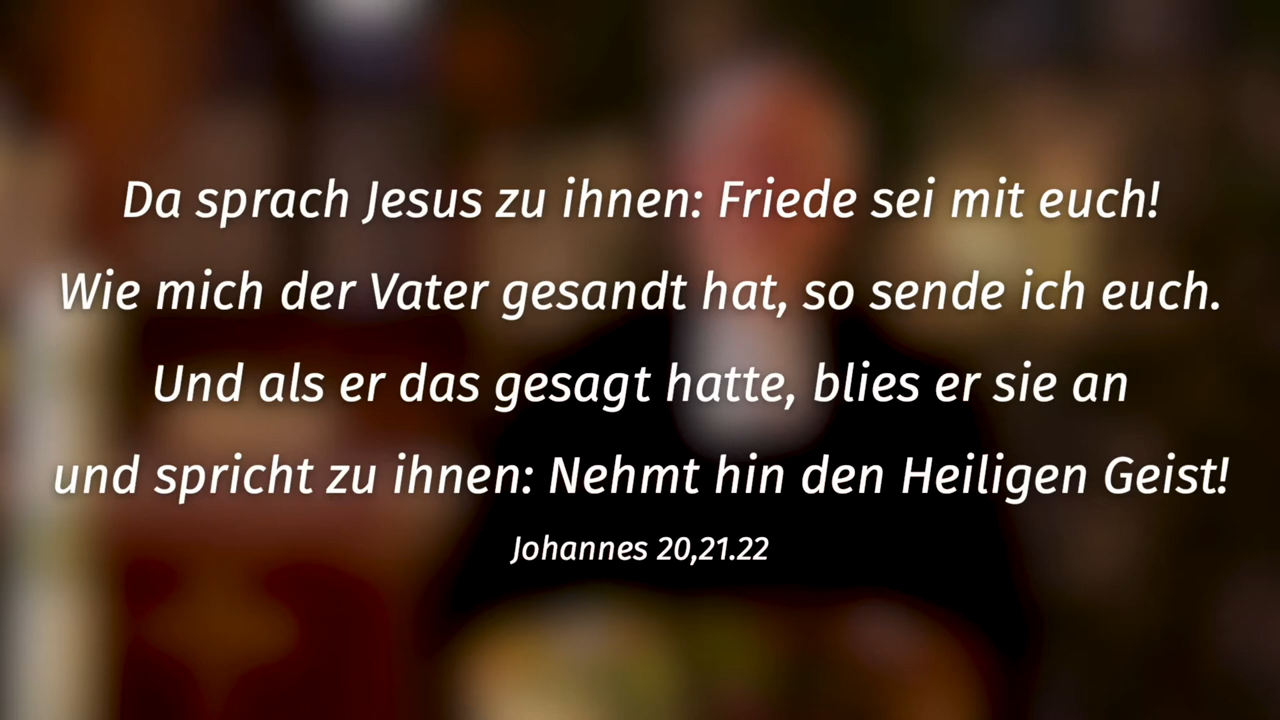 Da sprach Jesus zu ihnen: Friede sei mit euch!
Wie mich der Vater gesandt hat, so sende ich euch.
Und als er das gesagt hatte, blies er sie an
und spricht zu ihnen: Nehmt hin den Heiligen Geist!
Johannes 20,21.22